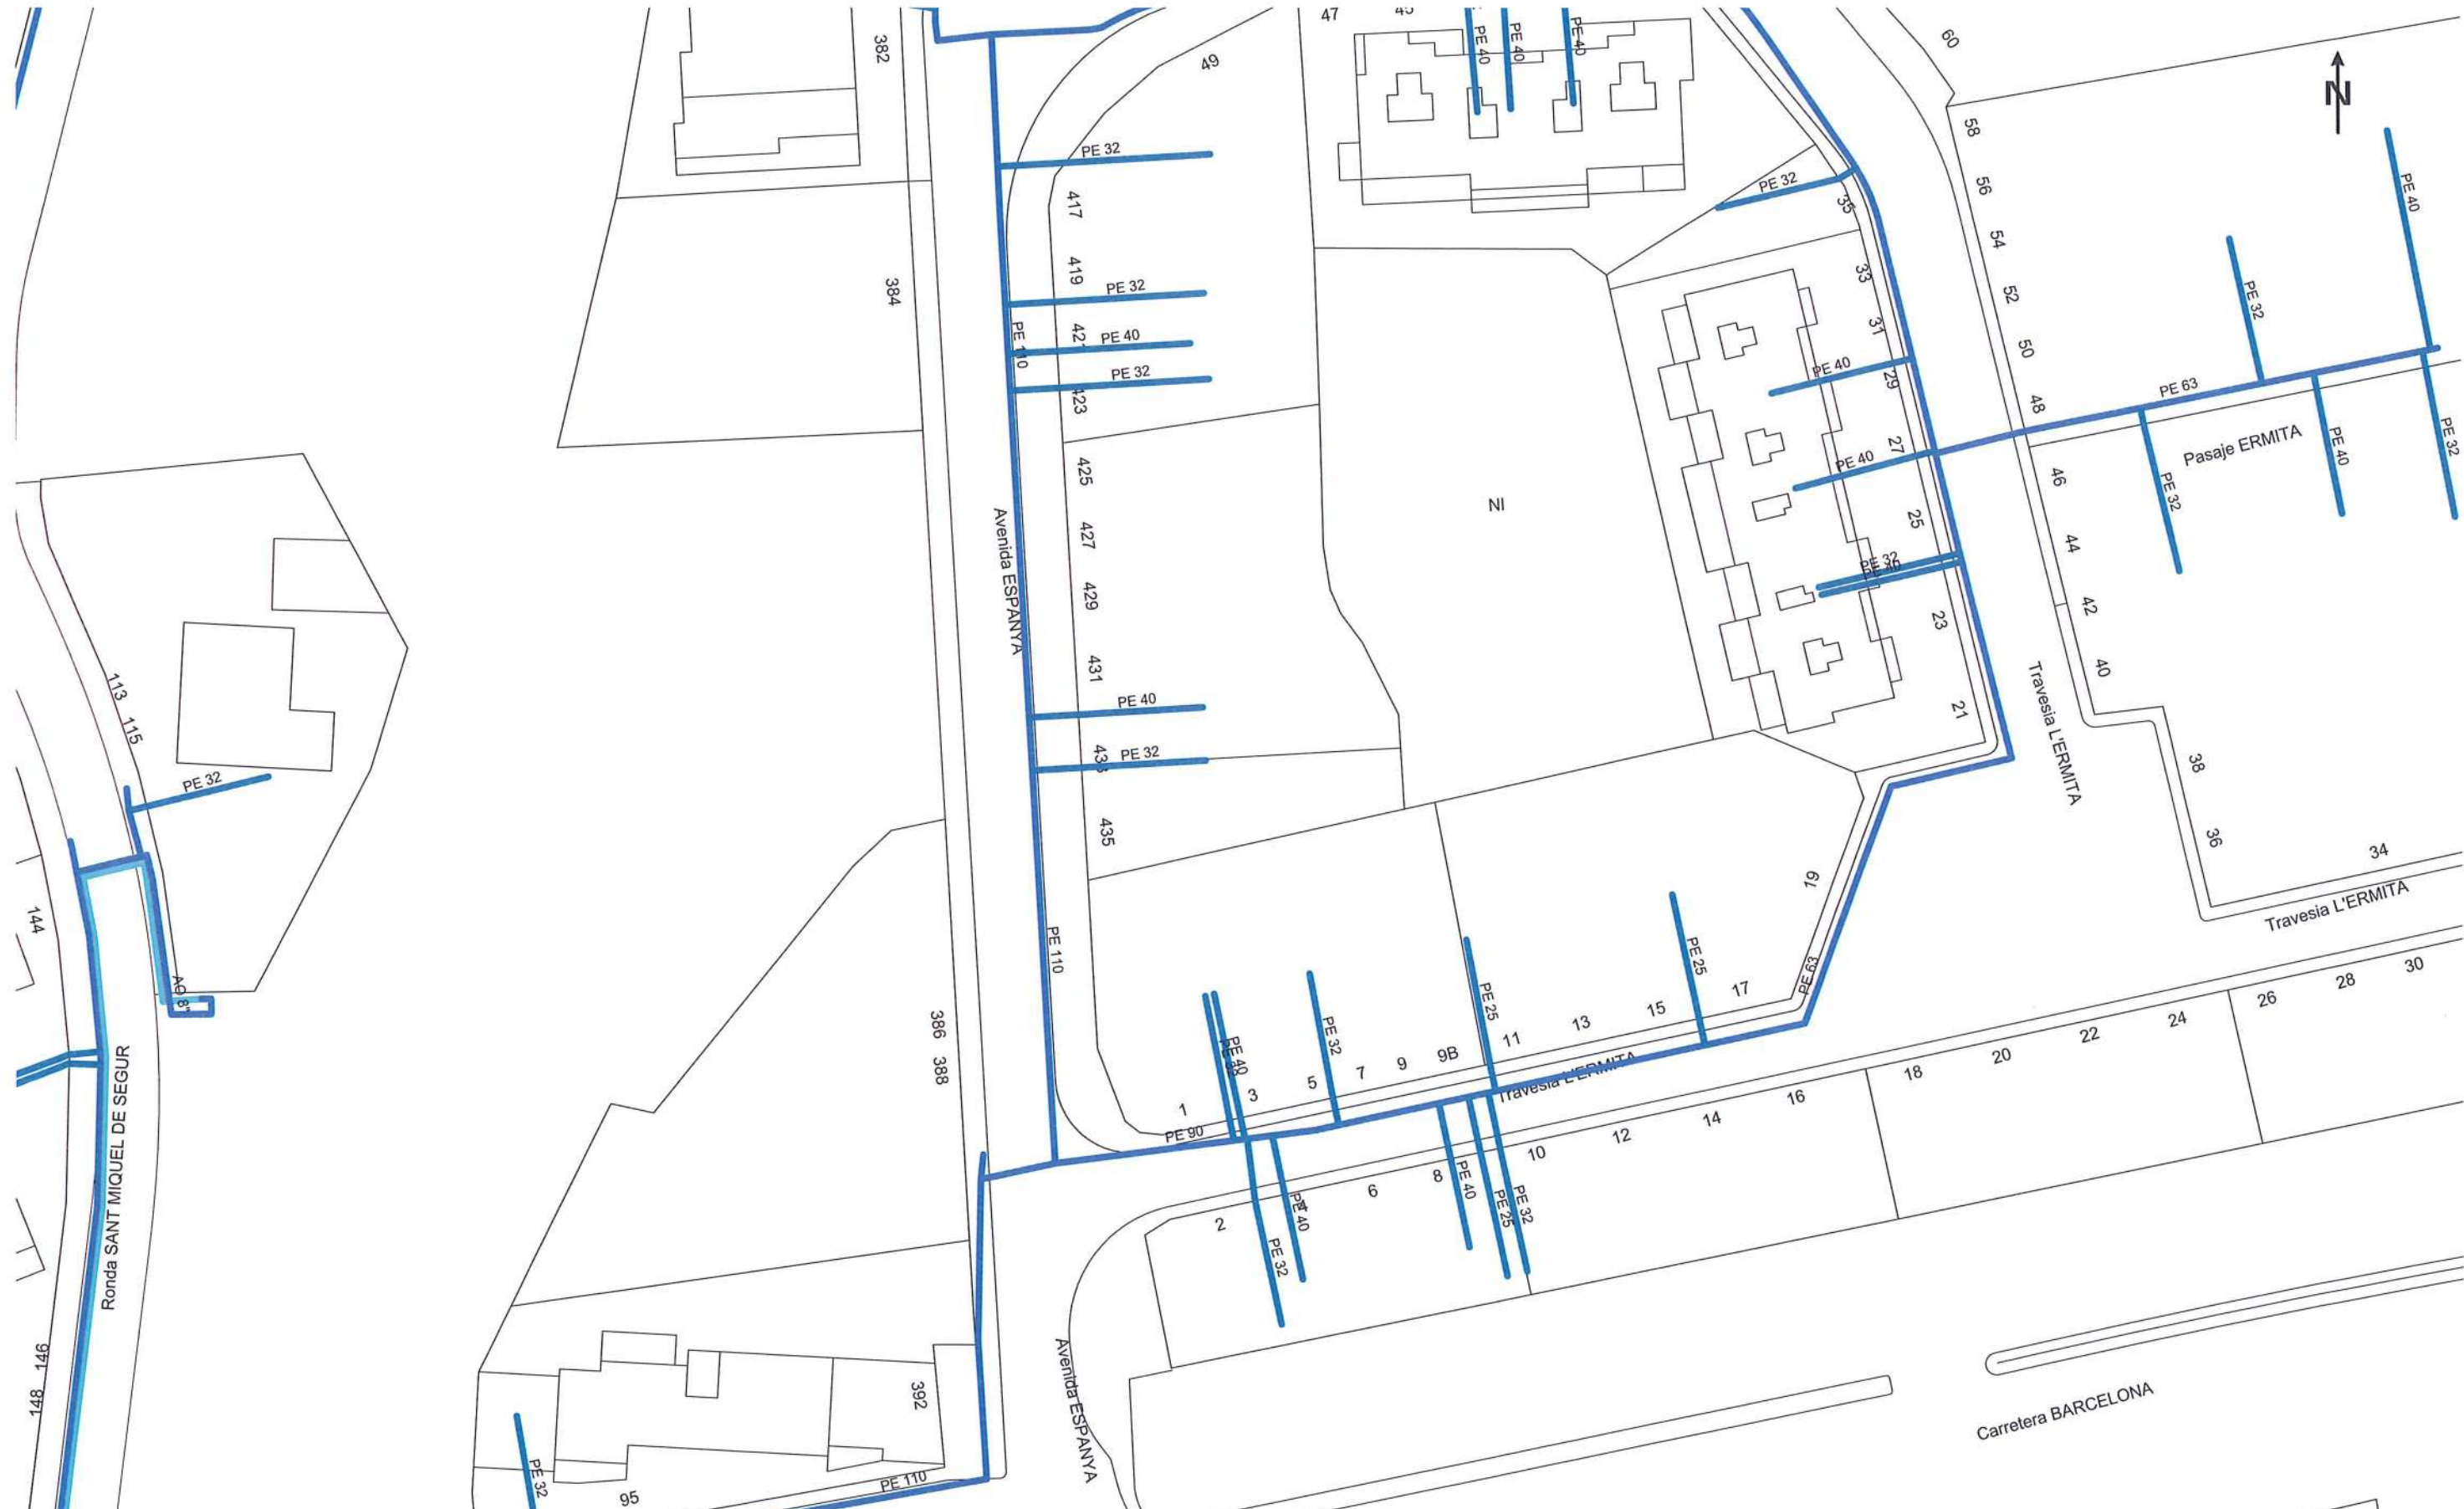 47
45
PE 40
PE 40
PE 40
60
N
382
49
58
PE 32
PE 32
56
PE 40
417
35
54
419
33
384
PE 32
52
PE 32
31
PE 110
PE 40
50
PE 32
PE 40
29
423
PE 63
48
27
Pasaje ERMITA
PE 40
PE 32
PE 40
46
PE 32
425
NI
25
427
44
Avenida ESPANYA
PE 32
429
42
23
431
40
113
PE 40
21
115
Travesia L'ERMITA
PE 32
PE 32
38
435
36
34
19
144
Travesia L'ERMITA
PE 110
PE 25
PE 63
30
AO 8"
28
17
PE 25
26
15
386
13
24
PE 32
11
22
PE 40
9B
20
9
388
7
18
5
Travesia L'ERMITA
3
16
1
14
PE 90
12
10
Ronda SANT MIQUEL DE SEGUR
8
PE 40
6
PE 25
PE 32
PE 40
2
PE 32
146
148
392
Avenida ESPANYA
Carretera BARCELONA
PE 32
PE 110
95